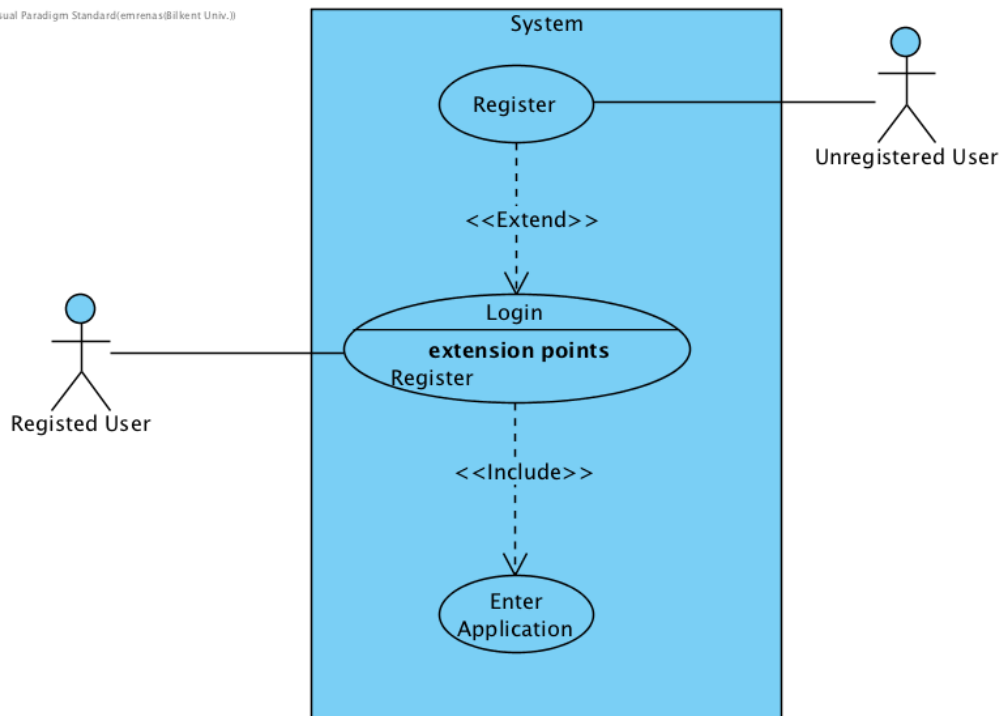 sual Paradigm Standard(emrenas(Bilkent Univ.))
System
Register
Unregistered User
<<Extend>>
Login
extension points
Register
Registed User
<<Include>>
Enter
Application